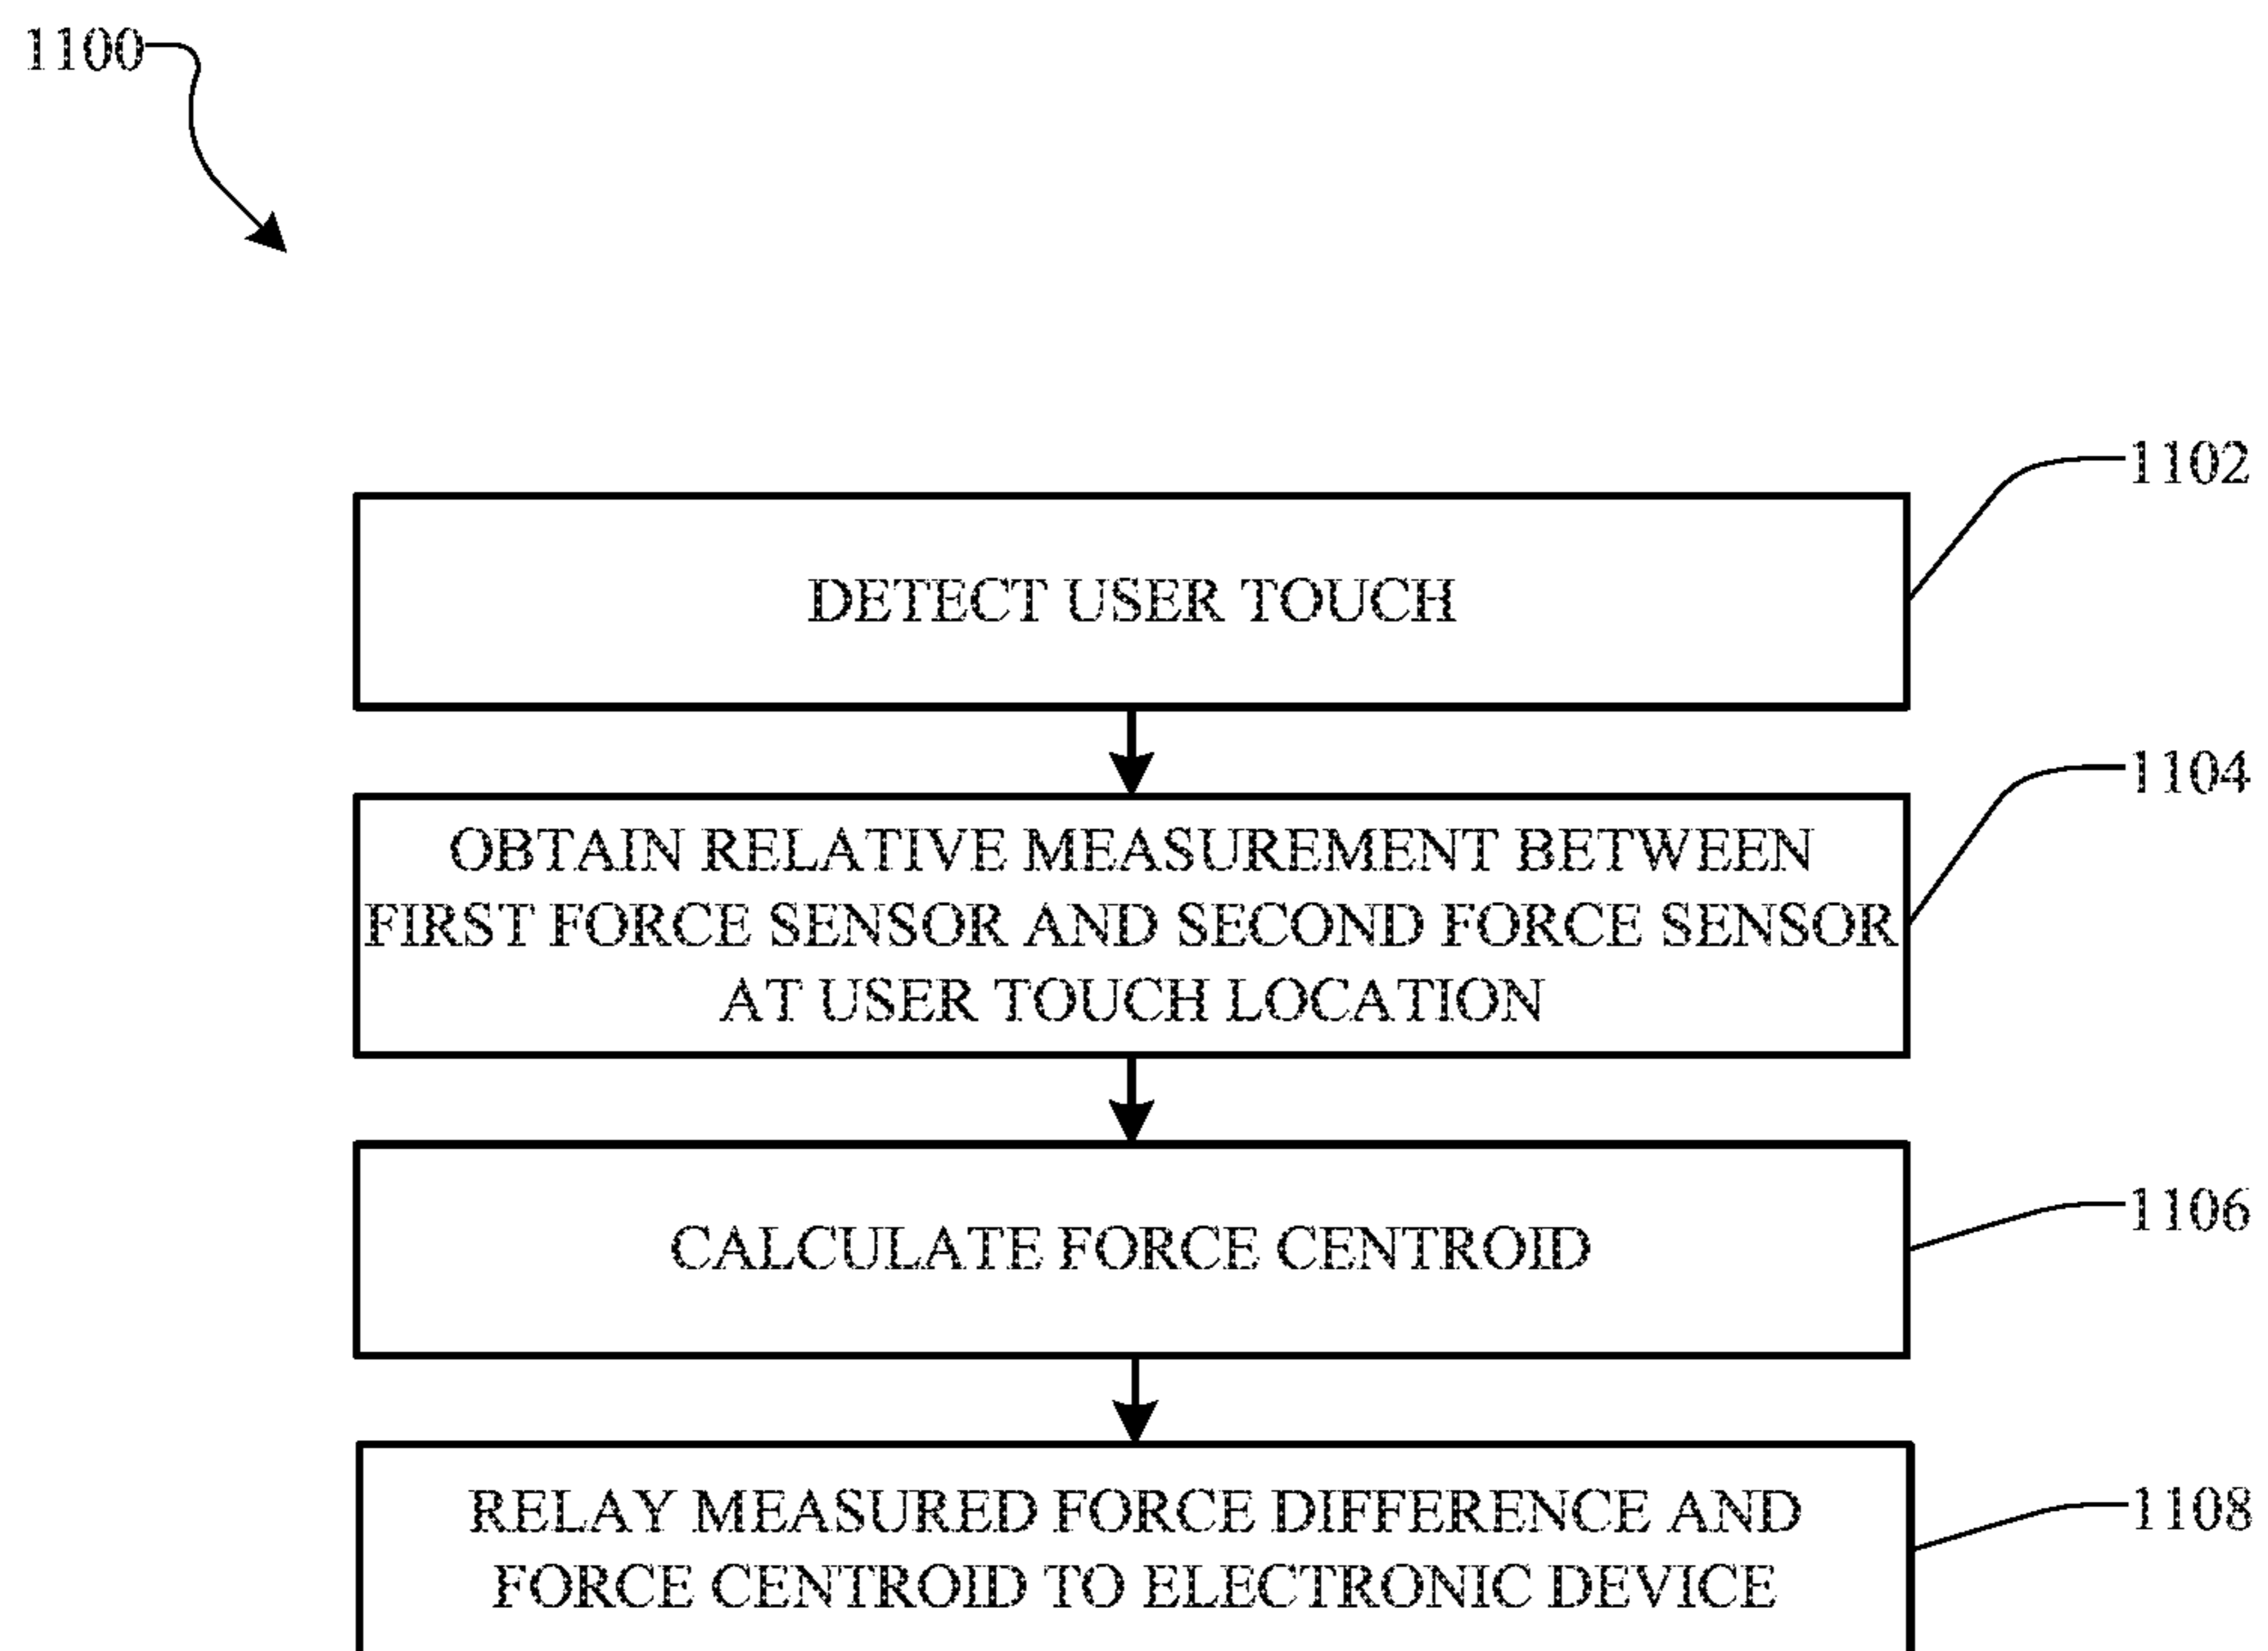 1100
1102
DETECT USER TOUCH
1104
OBTAIN RELATIVE MEASUREMENT BETWEEN
FIRST FORCE SENSOR AND SECOND FORCE SENSOR
AT USER TOUCH LOCATION
1106
CALCULATE FORCE CENTROID
1108
RELAY MEASURED FORCE DIFFERENCE AND
FORCE CENTROID TO ELECTRONIC DEVICE